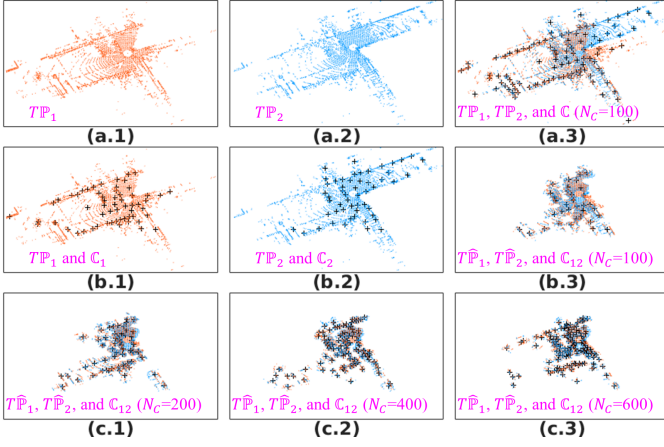 Tℙ₁
(a.1)
Tℙ₂
(a.2)
Tℙ₁, Tℙ₂, and ℂ (N_C=100)
(a.3)
Tℙ₁ and ℂ₁
(b.1)
Tℙ₂ and ℂ₂
(b.2)
Tℙ̂₁, Tℙ̂₂, and ℂ₁₂ (N_C=100)
(b.3)
Tℙ̂₁, Tℙ̂₂, and ℂ₁₂ (N_C=200)
(c.1)
Tℙ̂₁, Tℙ̂₂, and ℂ₁₂ (N_C=400)
(c.2)
Tℙ̂₁, Tℙ̂₂, and ℂ₁₂ (N_C=600)
(c.3)